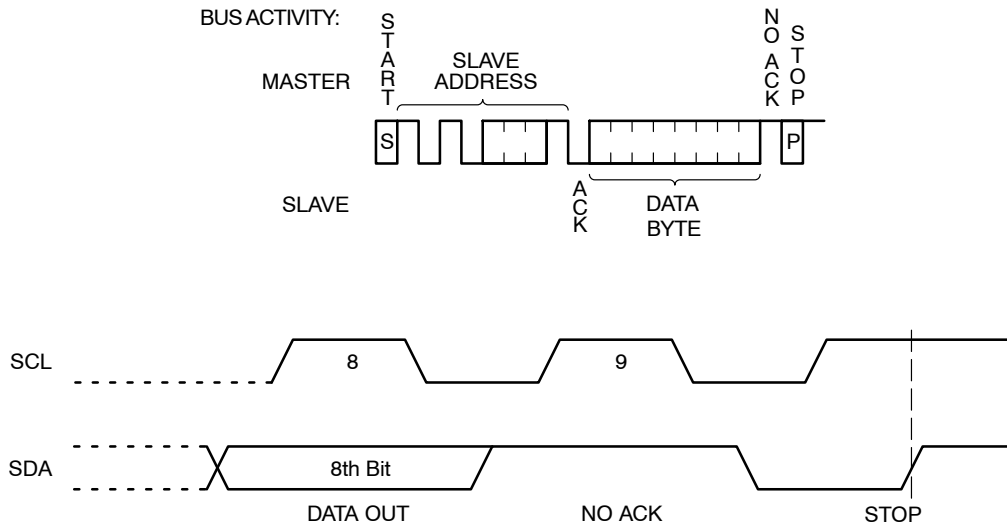 BUS ACTIVITY:
START
NO ACK
STOP
MASTER
SLAVE
ADDRESS
S
P
SLAVE
ACK
DATA
BYTE
SCL
8
9
SDA
8th Bit
DATA OUT
NO ACK
STOP